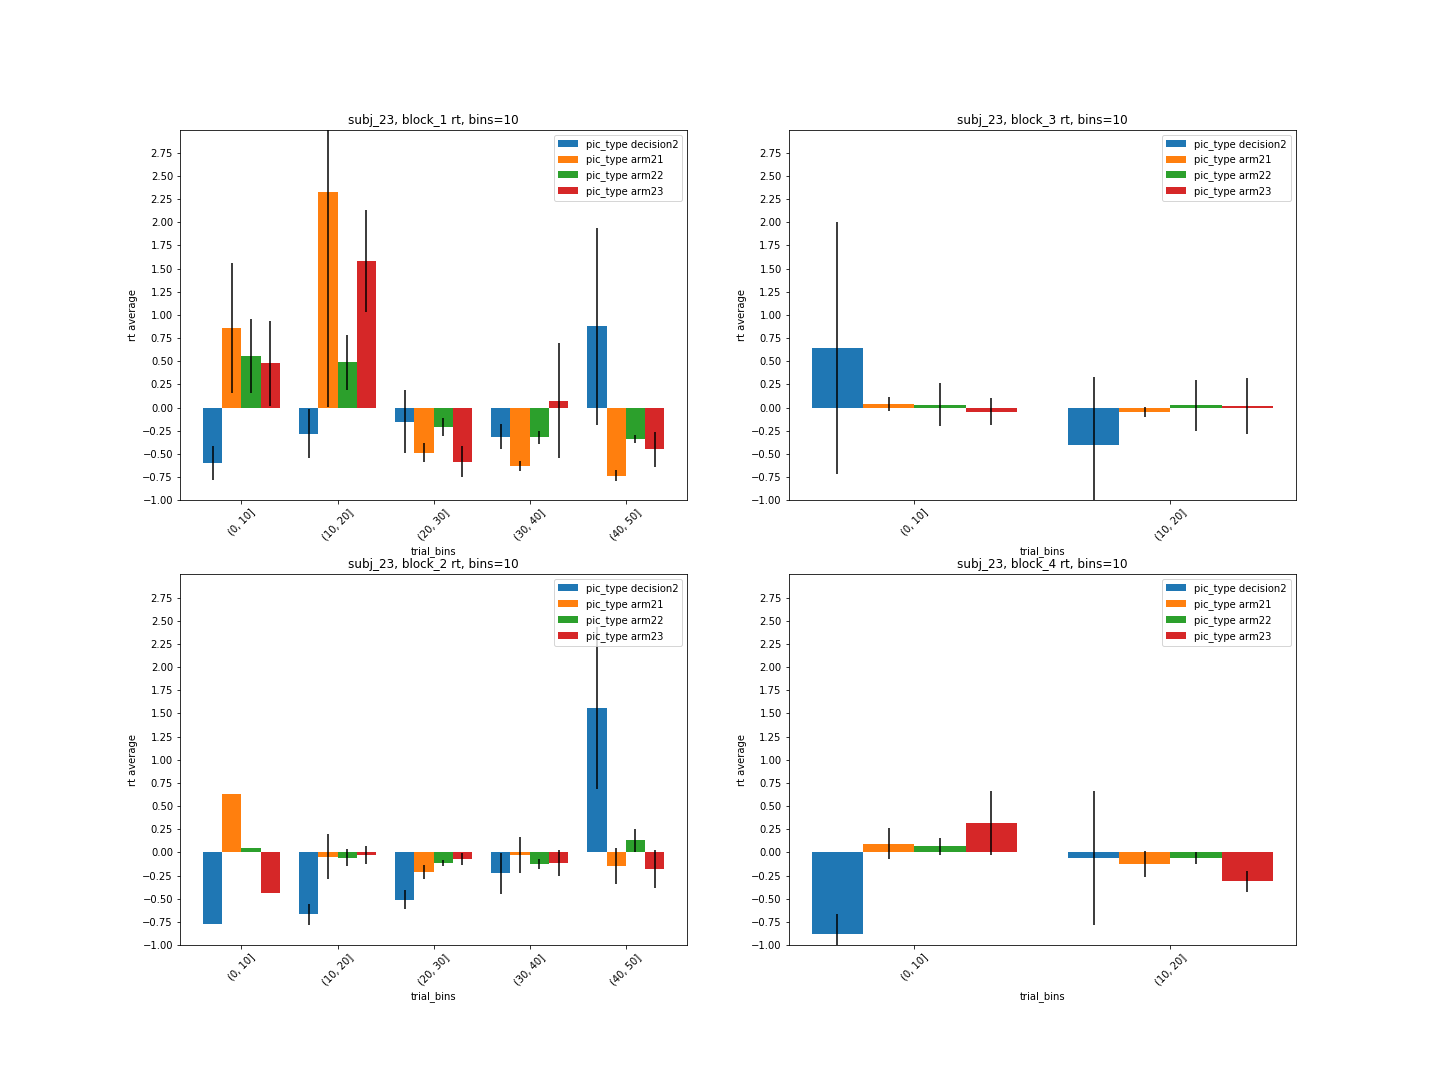 subj_23, block_1 rt, bins=10
pic_type decision2
pic_type arm21
pic_type arm22
pic_type arm23
2.75
2.50
2.25
2.00
1.75
1.50
1.25
1.00
0.75
0.50
0.25
0.00
−0.25
−0.50
−0.75
−1.00
rt average
(0, 10]
(10, 20]
(20, 30]
(30, 40]
(40, 50]
trial_bins
subj_23, block_3 rt, bins=10
pic_type decision2
pic_type arm21
pic_type arm22
pic_type arm23
2.75
2.50
2.25
2.00
1.75
1.50
1.25
1.00
0.75
0.50
0.25
0.00
−0.25
−0.50
−0.75
−1.00
rt average
(0, 10]
(10, 20]
trial_bins
subj_23, block_2 rt, bins=10
pic_type decision2
pic_type arm21
pic_type arm22
pic_type arm23
2.75
2.50
2.25
2.00
1.75
1.50
1.25
1.00
0.75
0.50
0.25
0.00
−0.25
−0.50
−0.75
−1.00
rt average
(0, 10]
(10, 20]
(20, 30]
(30, 40]
(40, 50]
trial_bins
subj_23, block_4 rt, bins=10
pic_type decision2
pic_type arm21
pic_type arm22
pic_type arm23
2.75
2.50
2.25
2.00
1.75
1.50
1.25
1.00
0.75
0.50
0.25
0.00
−0.25
−0.50
−0.75
−1.00
rt average
(0, 10]
(10, 20]
trial_bins